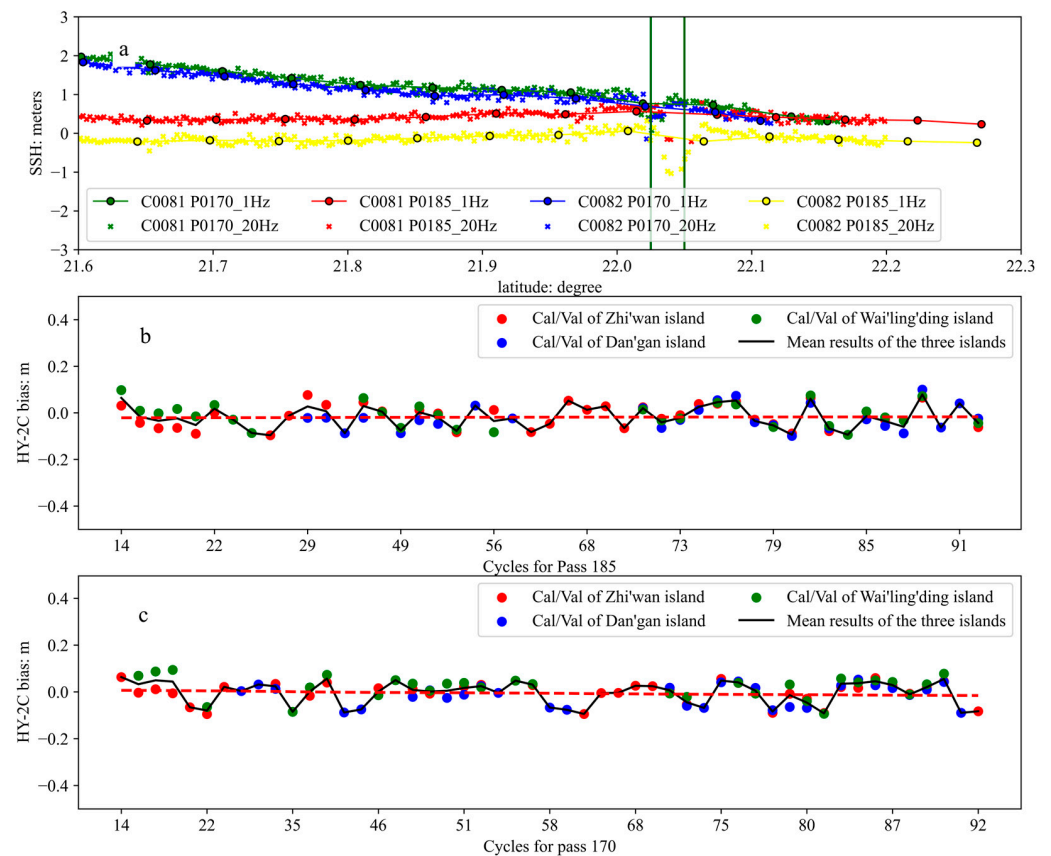 3
2
1
0
−1
−2
−3
SSH: meters
a
C0081 P0170_1Hz
C0081 P0185_1Hz
C0082 P0170_1Hz
C0082 P0185_1Hz
C0081 P0170_20Hz
C0081 P0185_20Hz
C0082 P0170_20Hz
C0082 P0185_20Hz
21.6 21.7 21.8 21.9 22.0 22.1 22.2 22.3
latitude: degree
0.4
0.2
0.0
−0.2
−0.4
HY-2C bias: m
b
Cal/Val of Zhi'wan island
Cal/Val of Wai'ling'ding island
Cal/Val of Dan'gan island
Mean results of the three islands
14 22 29 49 56 68 73 79 85 91
Cycles for Pass 185
0.4
0.2
0.0
−0.2
−0.4
HY-2C bias: m
c
Cal/Val of Zhi'wan island
Cal/Val of Wai'ling'ding island
Cal/Val of Dan'gan island
Mean results of the three islands
14 22 35 46 51 58 68 75 80 87 92
Cycles for pass 170